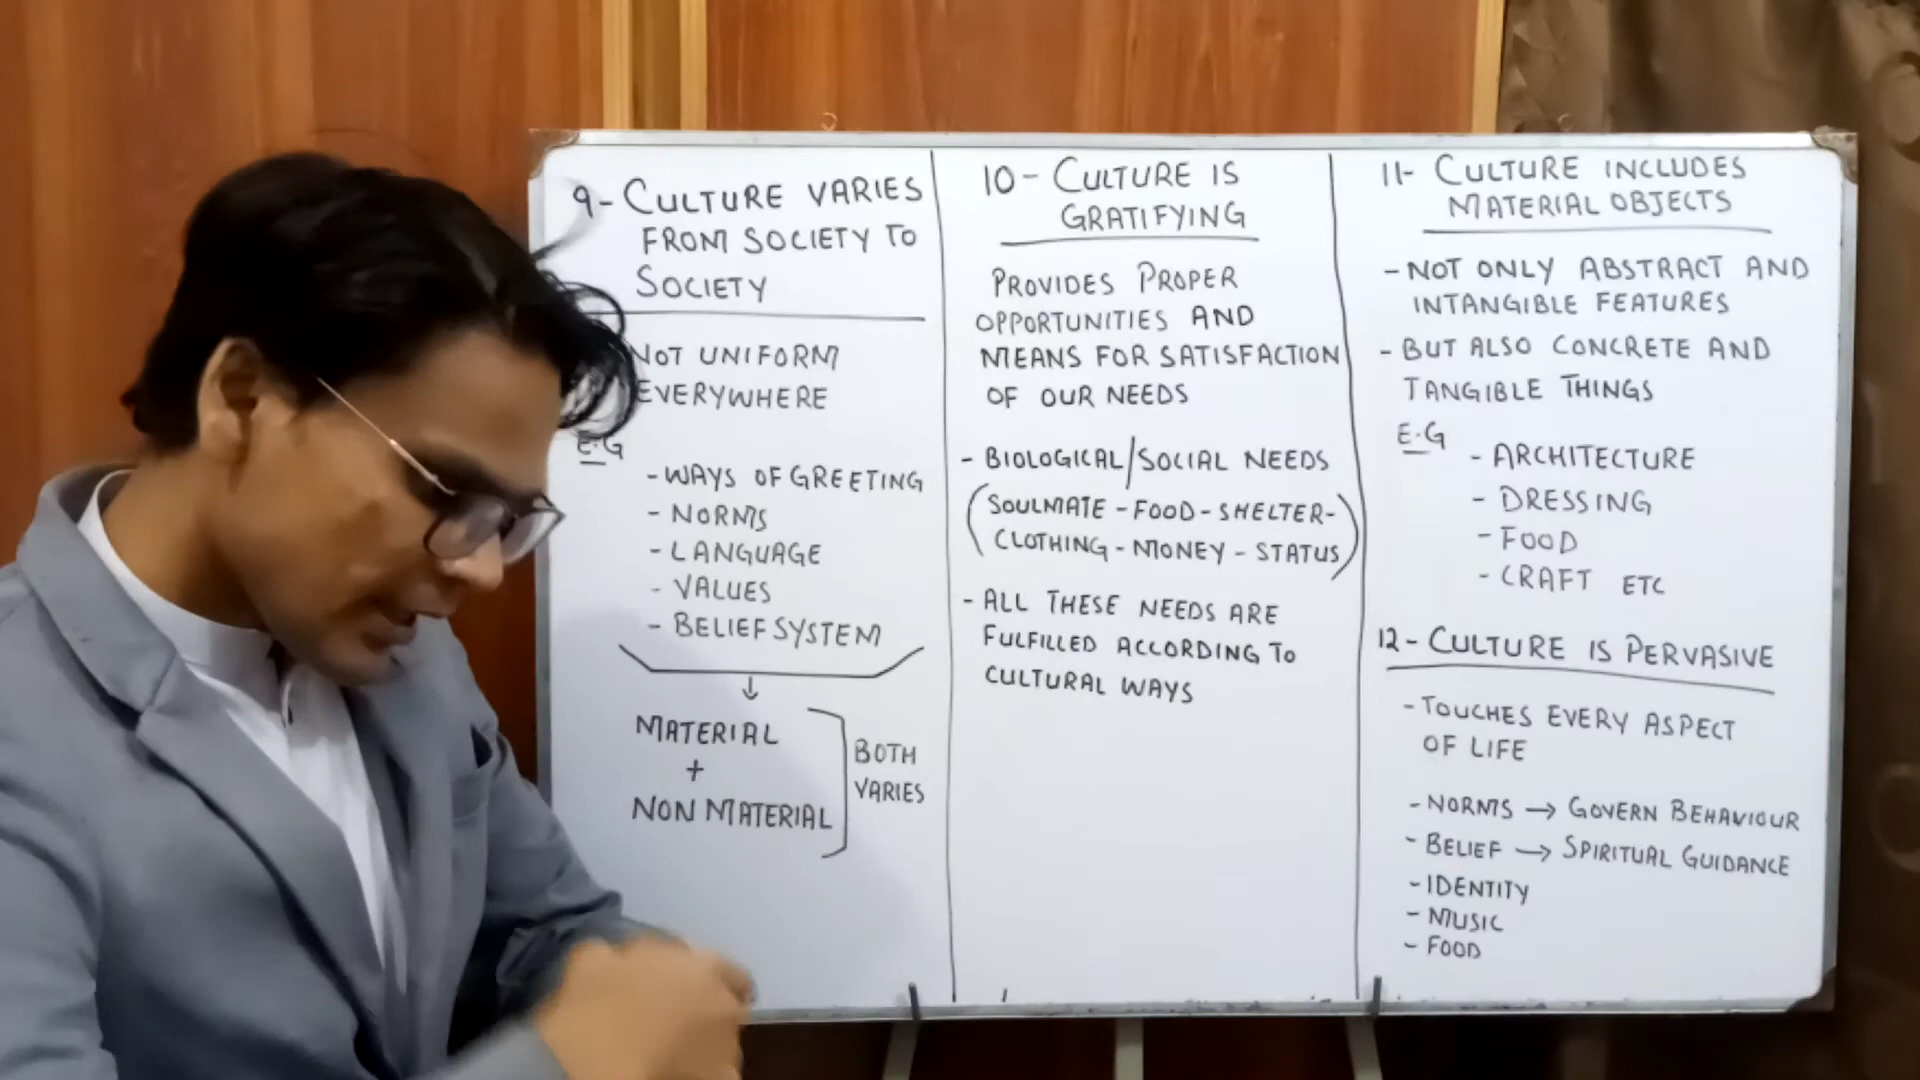 9- CULTURE VARIES
FROM SOCIETY TO
SOCIETY
NOT UNIFORM
EVERYWHERE
E.G
- WAYS OF GREETING
- NORMS
- LANGUAGE
- VALUES
- BELIEF SYSTEM
↓
MATERIAL
+
NON MATERIAL
BOTH
VARIES
10- CULTURE IS
GRATIFYING
PROVIDES PROPER
OPPORTUNITIES AND
MEANS FOR SATISFACTION
OF OUR NEEDS
- BIOLOGICAL/SOCIAL NEEDS
(SOULMATE - FOOD - SHELTER -
CLOTHING - MONEY - STATUS)
- ALL THESE NEEDS ARE
FULFILLED ACCORDING TO
CULTURAL WAYS
11- CULTURE INCLUDES
MATERIAL OBJECTS
- NOT ONLY ABSTRACT AND
INTANGIBLE FEATURES
- BUT ALSO CONCRETE AND
TANGIBLE THINGS
E.G
- ARCHITECTURE
- DRESSING
- FOOD
- CRAFT ETC
12- CULTURE IS PERVASIVE
- TOUCHES EVERY ASPECT
OF LIFE
- NORMS → GOVERN BEHAVIOUR
- BELIEF → SPIRITUAL GUIDANCE
- IDENTITY
- MUSIC
- FOOD